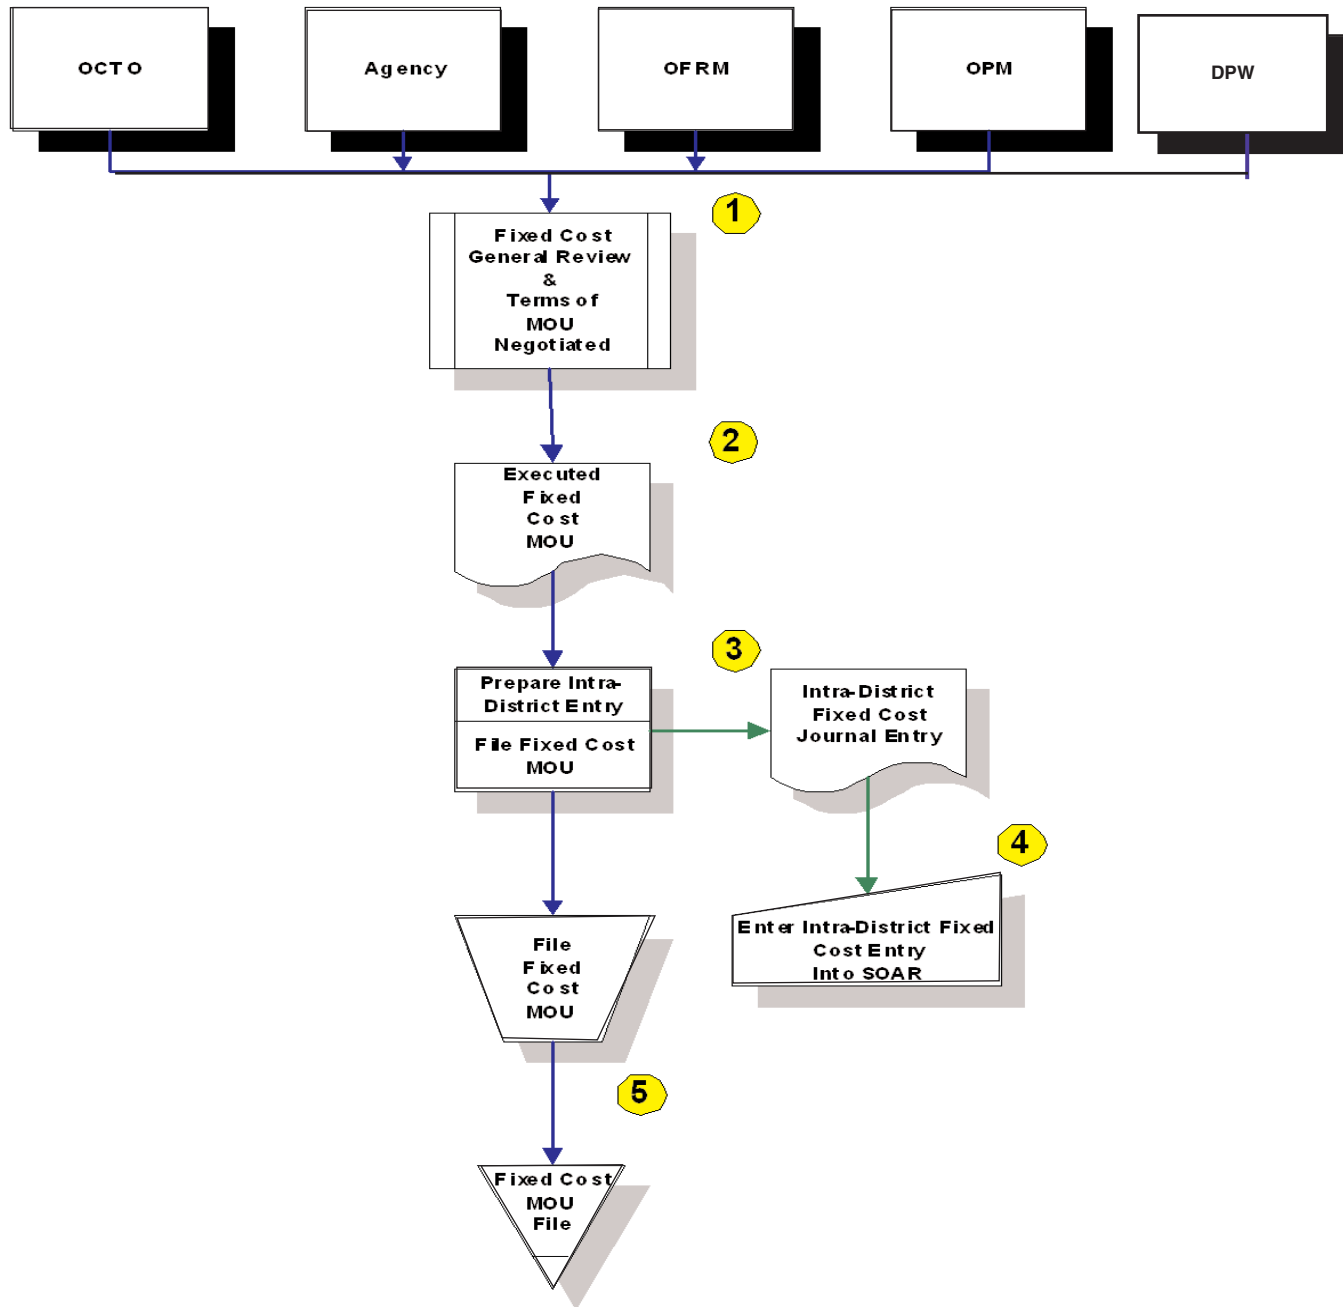 OCTO
Agency
OFRM
OPM
DPW
1
Fixed Cost
General Review
&
Terms of
MOU
Negotiated
2
Executed
Fixed
Cost
MOU
3
Prepare Intra-
District Entry
File Fixed Cost
MOU
Intra-District
Fixed Cost
Journal Entry
4
Enter Intra-District Fixed
Cost Entry
Into SOAR
File
Fixed
Cost
MOU
5
Fixed Cost
MOU
File